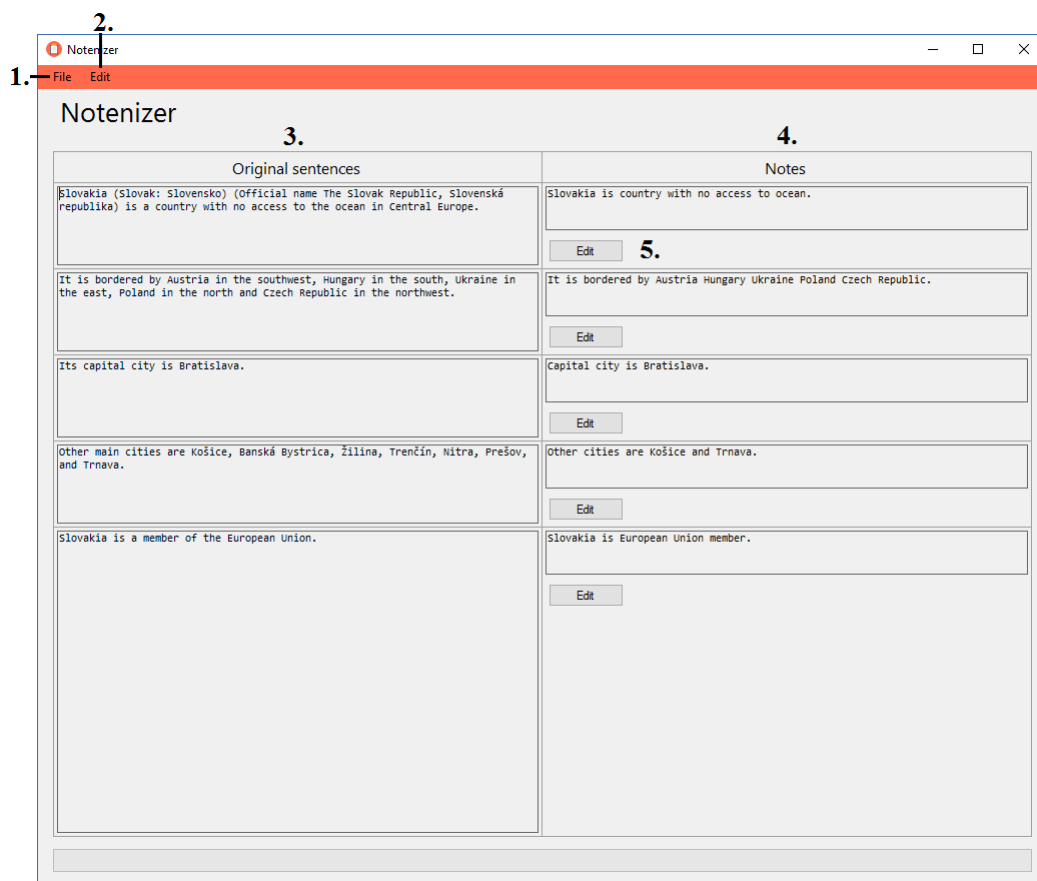 2.
Notenizer
1.
File Edit
Notenizer
3. 4.
Original sentences Notes
Slovakia (Slovak: Slovensko) (Official name The Slovak Republic, Slovenská
republika) is a country with no access to the ocean in Central Europe.
Slovakia is country with no access to ocean.
Edit 5.
It is bordered by Austria in the southwest, Hungary in the south, Ukraine in
the east, Poland in the north and Czech Republic in the northwest.
It is bordered by Austria Hungary Ukraine Poland Czech Republic.
Edit
Its capital city is Bratislava.
Capital city is Bratislava.
Edit
Other main cities are Košice, Banská Bystrica, Žilina, Trenčín, Nitra, Prešov,
and Trnava.
Other cities are Košice and Trnava.
Edit
Slovakia is a member of the European Union.
Slovakia is European Union member.
Edit